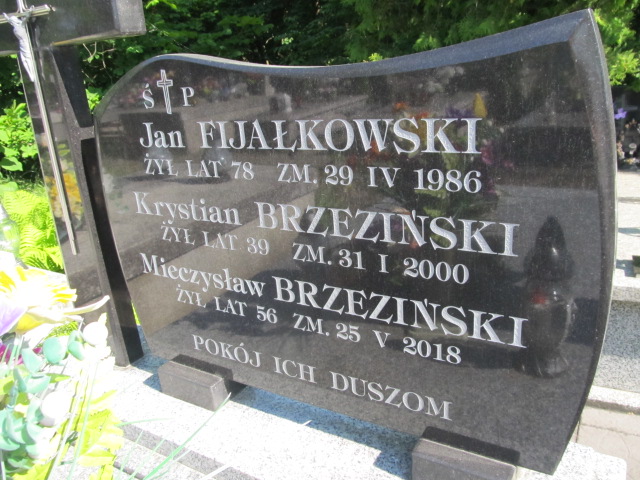 Ś P
Jan FIJAŁKOWSKI
ŻYŁ LAT 78 ZM. 29 IV 1986
Krystian BRZEZIŃSKI
ŻYŁ LAT 39 ZM. 31 I 2000
Mieczysław BRZEZIŃSKI
ŻYŁ LAT 56 ZM. 25 V 2018
POKÓJ ICH DUSZOM